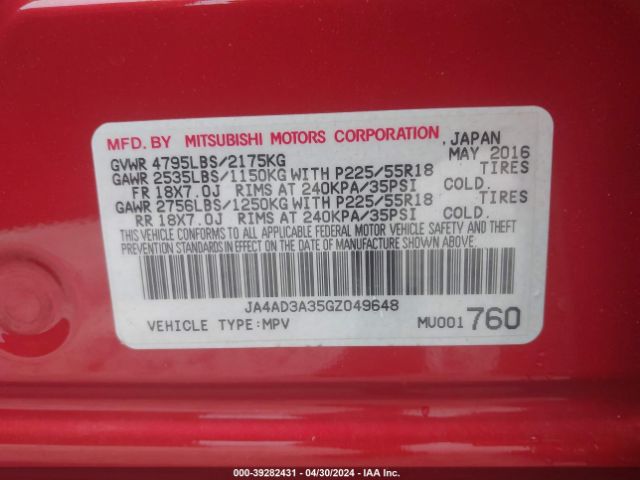 MFD. BY MITSUBISHI MOTORS CORPORATION, JAPAN
GVWR 4795LBS/2175KG MAY 2016
GAWR 2535LBS/1150KG WITH P225/55R18 TIRES
FR 18X7.0J RIMS AT 240KPA/35PSI COLD.
GAWR 2756LBS/1250KG WITH P225/55R18 TIRES
RR 18X7.0J RIMS AT 240KPA/35PSI COLD.
THIS VEHICLE CONFORMS TO ALL APPLICABLE FEDERAL MOTOR VEHICLE SAFETY AND THEFT
PREVENTION STANDARDS IN EFFECT ON THE DATE OF MANUFACTURE SHOWN ABOVE.
JA4AD3A35GZ049648
VEHICLE TYPE:MPV MU001 760
000-39282431 - 04/30/2024 - IAA Inc.